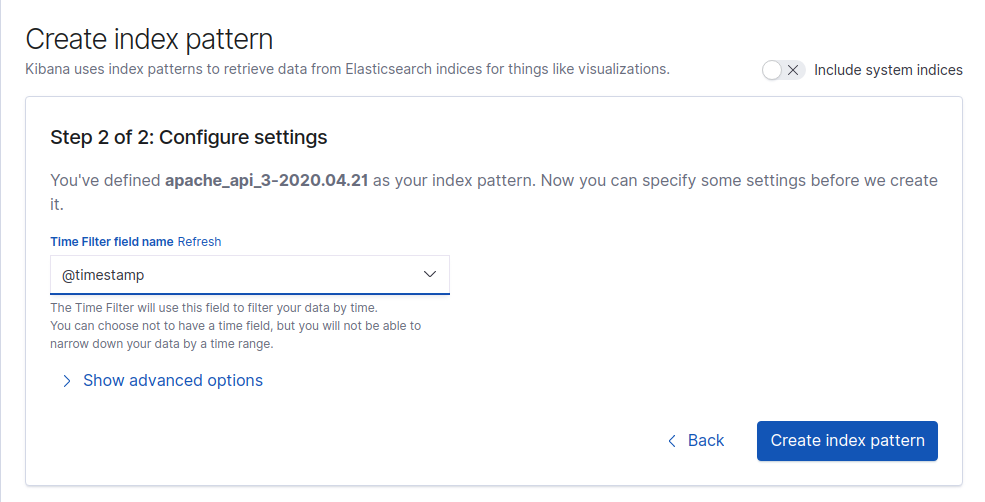 Create index pattern
Kibana uses index patterns to retrieve data from Elasticsearch indices for things like visualizations.
Include system indices
Step 2 of 2: Configure settings
You've defined apache_api_3-2020.04.21 as your index pattern. Now you can specify some settings before we create
it.
Time Filter field name Refresh
@timestamp
The Time Filter will use this field to filter your data by time.
You can choose not to have a time field, but you will not be able to
narrow down your data by a time range.
Show advanced options
Back
Create index pattern